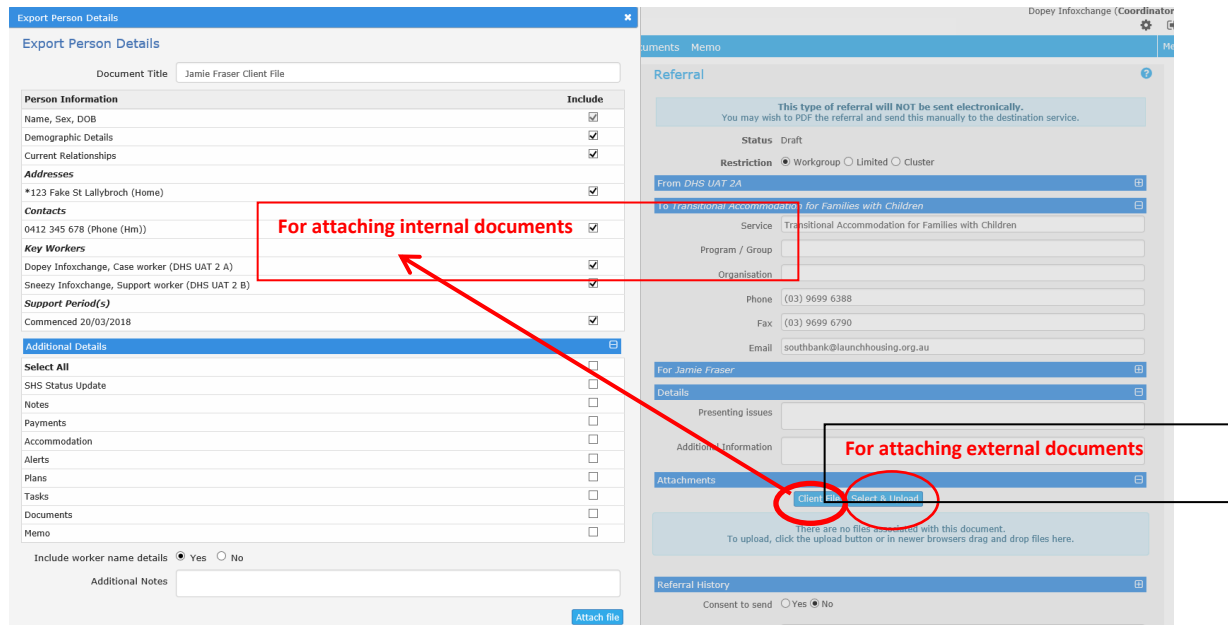 Export Person Details
Export Person Details
Document Title Jamie Fraser Client File
Person Information Include
Name, Sex, DOB
Demographic Details
Current Relationships
Addresses
*123 Fake St Lallybroch (Home)
Contacts
0412 345 678 (Phone (Hm))
Key Workers
Dopey Infoxchange, Case worker (DHS UAT 2 A)
Sneezy Infoxchange, Support worker (DHS UAT 2 B)
Support Period(s)
Commenced 20/03/2018
Additional Details
Select All
SHS Status Update
Notes
Payments
Accommodation
Alerts
Plans
Tasks
Documents
Memo
Include worker name details Yes No
Additional Notes
Attach file
For attaching internal documents
Dopey Infoxchange (Coordinator
uments Memo Me
Referral
This type of referral will NOT be sent electronically.
You may wish to PDF the referral and send this manually to the destination service.
Status Draft
Restriction Workgroup Limited Cluster
From DHS UAT 2A
To Transitional Accommodation for Families with Children
Service Transitional Accommodation for Families with Children
Program / Group
Organisation
Phone (03) 9699 6388
Fax (03) 9699 6790
Email southbank@launchhousing.org.au
For Jamie Fraser
Details
Presenting issues
Additional Information
For attaching external documents
Attachments
Client File Select & Upload
There are no files associated with this document.
To upload, click the upload button or in newer browsers drag and drop files here.
Referral History
Consent to send Yes No